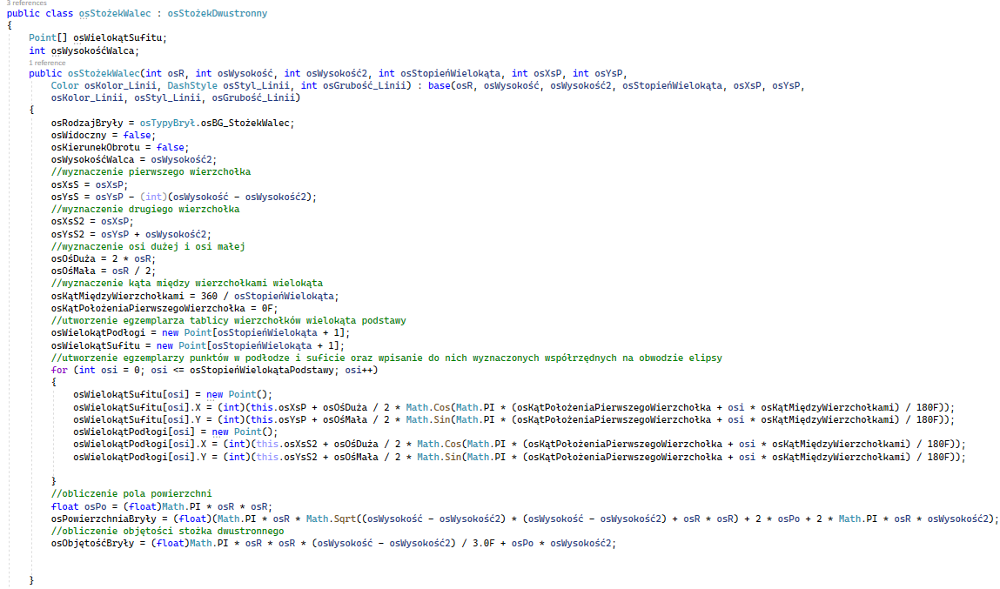 3 references
public class osStożekWalec : osStożekDwustronny
{
Point[] osWielokątSufitu;
int osWysokośćWalca;
1 reference
public osStożekWalec(int osR, int osWysokość, int osWysokość2, int osStopieńWielokąta, int osXsP, int osYsP,
Color osKolor_Linii, DashStyle osStyl_Linii, int osGrubość_Linii) : base(osR, osWysokość, osWysokość2, osStopieńWielokąta, osXsP, osYsP,
osKolor_Linii, osStyl_Linii, osGrubość_Linii)
{
osRodzajBryły = osTypyBrył.osBG_StożekWalec;
osWidoczny = false;
osKierunekObrotu = false;
osWysokośćWalca = osWysokość2;
//wyznaczenie pierwszego wierzchołka
osXsS = osXsP;
osYsS = osYsP - (int)(osWysokość - osWysokość2);
//wyznaczenie drugiego wierzchołka
osXsS2 = osXsP;
osYsS2 = osYsP + osWysokość2;
//wyznaczenie osi dużej i osi małej
osOśDuża = 2 * osR;
osOśMała = osR / 2;
//wyznaczenie kąta między wierzchołkami wielokąta
osKątMiędzyWierzchołkami = 360 / osStopieńWielokąta;
osKątPołożeniaPierwszegoWierzchołka = 0F;
//utworzenie egzemplarza tablicy wierzchołków wielokąta podstawy
osWielokątPodłogi = new Point[osStopieńWielokąta + 1];
osWielokątSufitu = new Point[osStopieńWielokąta + 1];
//utworzenie egzemplarzy punktów w podłodze i suficie oraz wpisanie do nich wyznaczonych współrzędnych na obwodzie elipsy
for (int osi = 0; osi <= osStopieńWielokątaPodstawy; osi++)
{
osWielokątSufitu[osi] = new Point();
osWielokątSufitu[osi].X = (int)(this.osXsP + osOśDuża / 2 * Math.Cos(Math.PI * (osKątPołożeniaPierwszegoWierzchołka + osi * osKątMiędzyWierzchołkami) / 180F));
osWielokątSufitu[osi].Y = (int)(this.osYsP + osOśMała / 2 * Math.Sin(Math.PI * (osKątPołożeniaPierwszegoWierzchołka + osi * osKątMiędzyWierzchołkami) / 180F));
osWielokątPodłogi[osi] = new Point();
osWielokątPodłogi[osi].X = (int)(this.osXsS2 + osOśDuża / 2 * Math.Cos(Math.PI * (osKątPołożeniaPierwszegoWierzchołka + osi * osKątMiędzyWierzchołkami) / 180F));
osWielokątPodłogi[osi].Y = (int)(this.osYsS2 + osOśMała / 2 * Math.Sin(Math.PI * (osKątPołożeniaPierwszegoWierzchołka + osi * osKątMiędzyWierzchołkami) / 180F));
}
//obliczenie pola powierzchni
float osPo = (float)Math.PI * osR * osR;
osPowierzchniaBryły = (float)(Math.PI * osR * Math.Sqrt((osWysokość - osWysokość2) * (osWysokość - osWysokość2) + osR * osR) + 2 * osPo + 2 * Math.PI * osR * osWysokość2);
//obliczenie objętości stożka dwustronnego
osObjętośćBryły = (float)Math.PI * osR * osR * (osWysokość - osWysokość2) / 3.0F + osPo * osWysokość2;
}